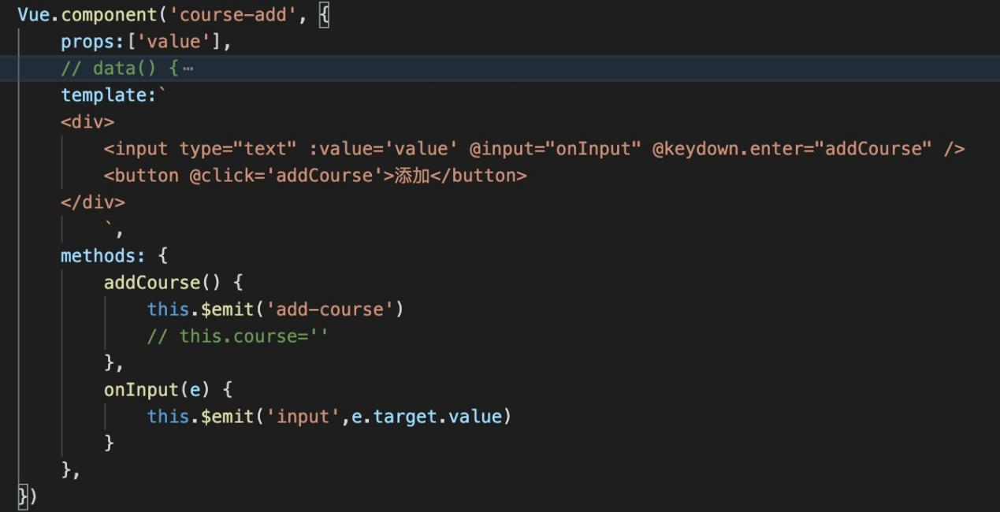 Vue.component('course-add', {
props:['value'],
// data() {⋯
template:`
<div>
<input type="text" :value='value' @input="onInput" @keydown.enter="addCourse" />
<button @click='addCourse'>添加</button>
</div>
`,
methods: {
addCourse() {
this.$emit('add-course')
// this.course=''
},
onInput(e) {
this.$emit('input',e.target.value)
}
},
})